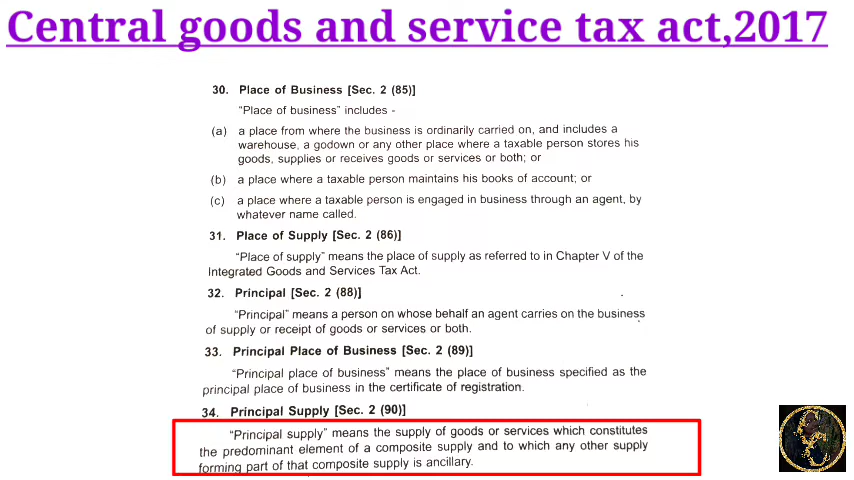 Central goods and service tax act,2017
30. Place of Business [Sec. 2 (85)]
"Place of business" includes -
(a) a place from where the business is ordinarily carried on, and includes a
warehouse, a godown or any other place where a taxable person stores his
goods, supplies or receives goods or services or both; or
(b) a place where a taxable person maintains his books of account; or
(c) a place where a taxable person is engaged in business through an agent, by
whatever name called.
31. Place of Supply [Sec. 2 (86)]
"Place of supply" means the place of supply as referred to in Chapter V of the
Integrated Goods and Services Tax Act.
32. Principal [Sec. 2 (88)]
"Principal" means a person on whose behalf an agent carries on the business
of supply or receipt of goods or services or both.
33. Principal Place of Business [Sec. 2 (89)]
"Principal place of business" means the place of business specified as the
principal place of business in the certificate of registration.
34. Principal Supply [Sec. 2 (90)]
"Principal supply" means the supply of goods or services which constitutes
the predominant element of a composite supply and to which any other supply
forming part of that composite supply is ancillary.